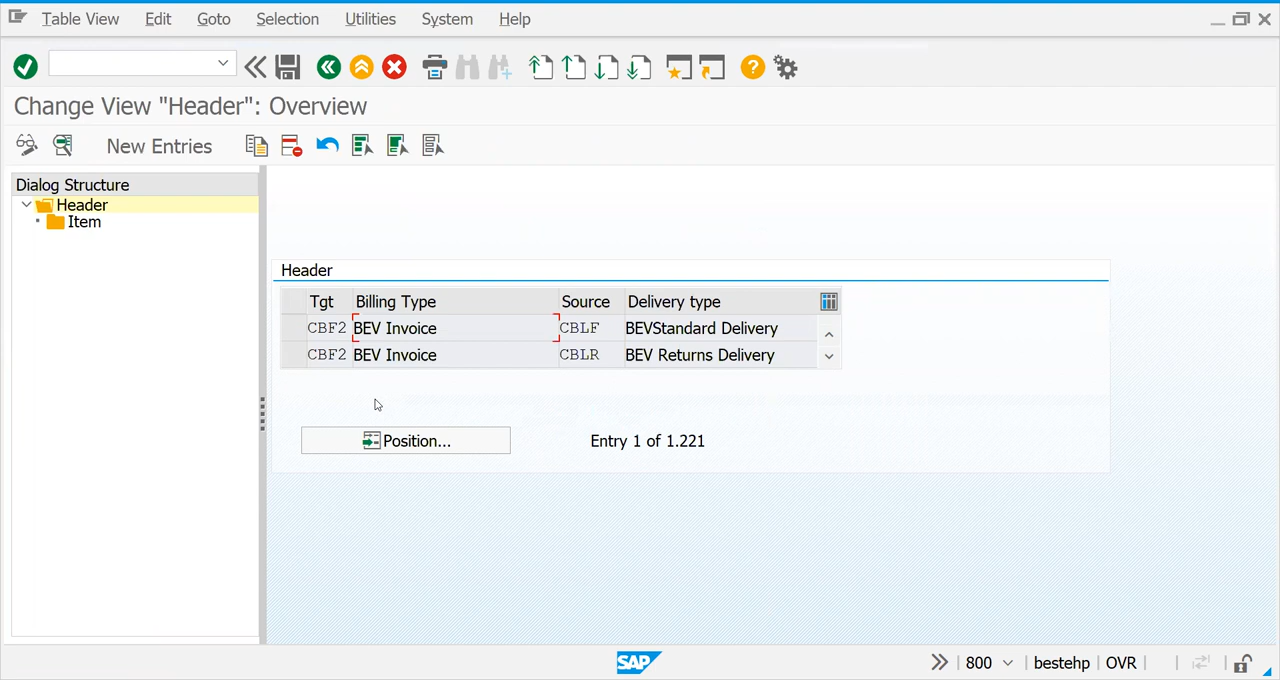 Table View Edit Goto Selection Utilities System Help
Change View "Header": Overview
New Entries
Dialog Structure
Header
Item
Header
Tgt Billing Type Source Delivery type
CBF2 BEV Invoice CBLF BEVStandard Delivery
CBF2 BEV Invoice CBLR BEV Returns Delivery
Position... Entry 1 of 1.221
SAP 800 bestehp OVR